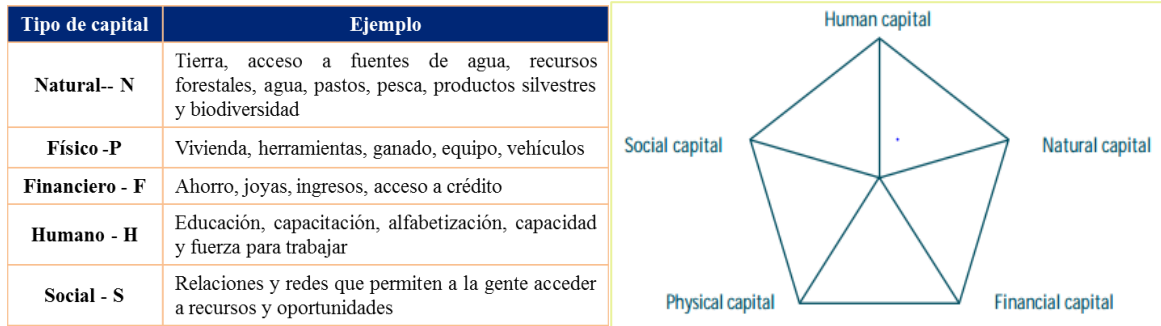 Tipo de capital Ejemplo
Natural-- N
Tierra, acceso a fuentes de agua, recursos
forestales, agua, pastos, pesca, productos silvestres
y biodiversidad
Físico -P Vivienda, herramientas, ganado, equipo, vehículos
Financiero - F Ahorro, joyas, ingresos, acceso a crédito
Humano - H
Educación, capacitación, alfabetización, capacidad
y fuerza para trabajar
Social - S
Relaciones y redes que permiten a la gente acceder
a recursos y oportunidades
Human capital
Social capital
Natural capital
Physical capital
Financial capital